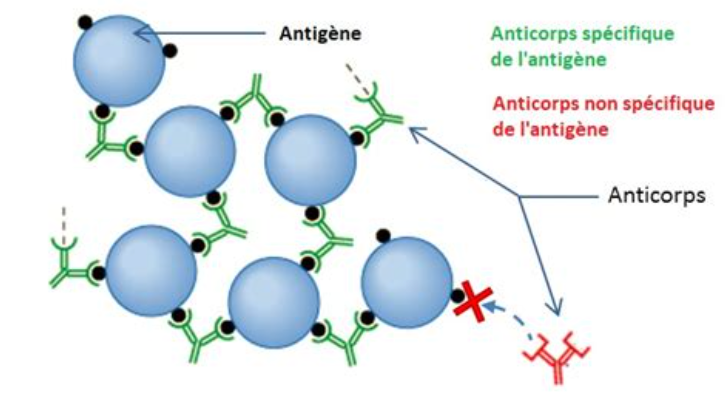 Antigène
Anticorps spécifique
de l'antigène
Anticorps non spécifique
de l'antigène
Anticorps